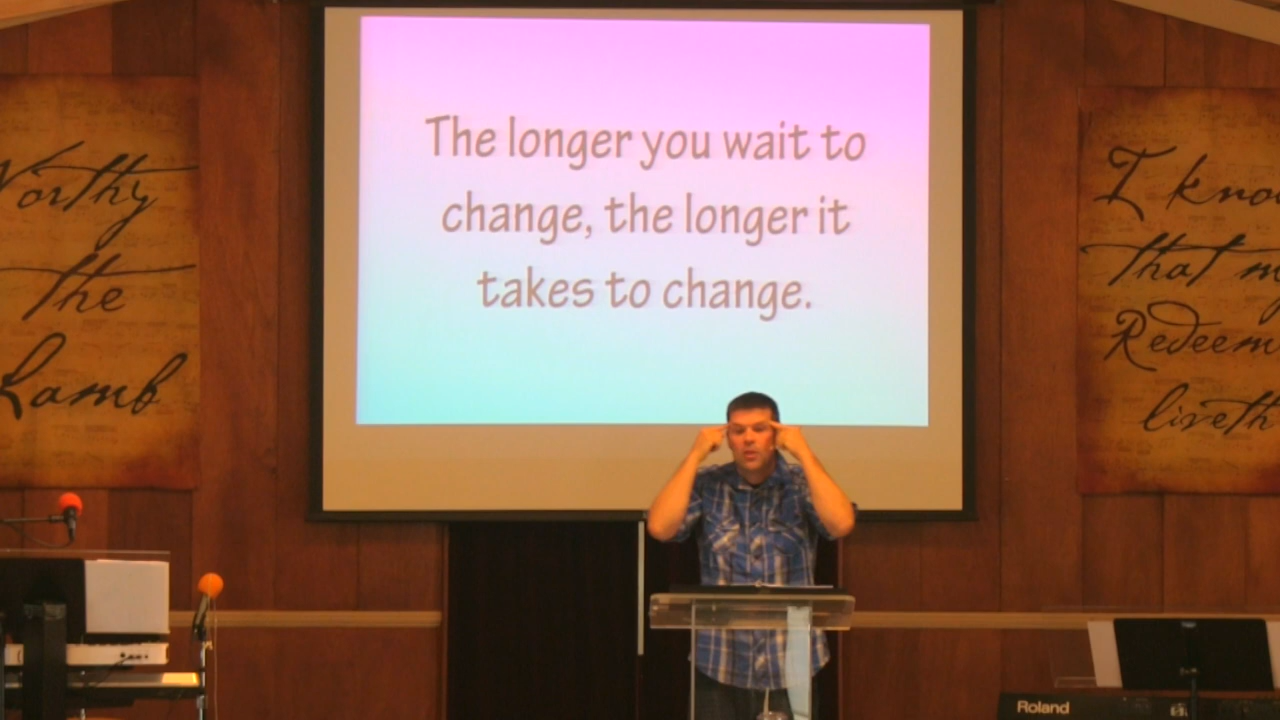 The longer you wait to
change, the longer it
takes to change.
Worthy
the
Lamb
I kno
that m
Redeem
liveth
Roland